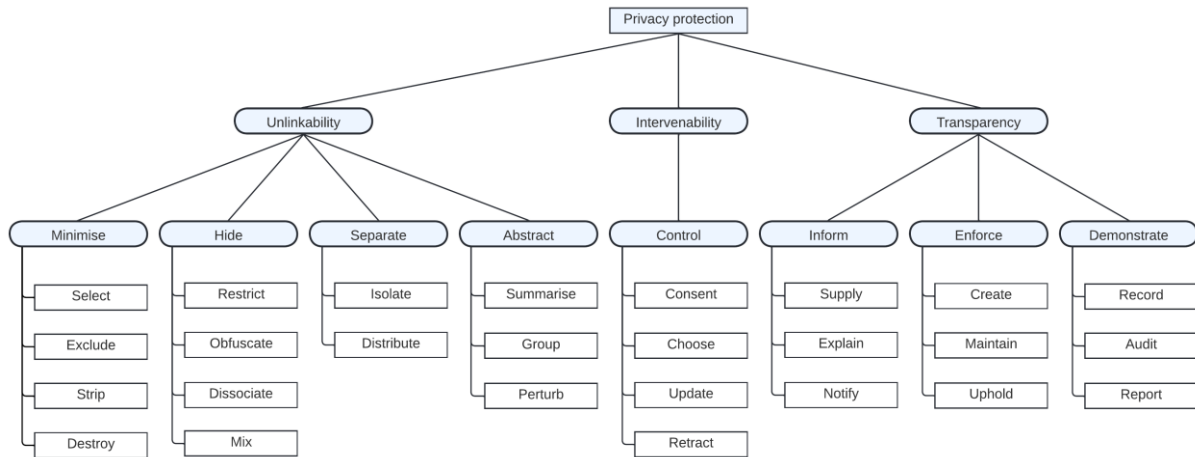 Privacy protection
Unlinkability
Intervenability
Transparency
Minimise
Hide
Separate
Abstract
Control
Inform
Enforce
Demonstrate
Select
Restrict
Isolate
Summarise
Consent
Supply
Create
Record
Exclude
Obfuscate
Distribute
Group
Choose
Explain
Maintain
Audit
Strip
Dissociate
Perturb
Update
Notify
Uphold
Report
Destroy
Mix
Retract